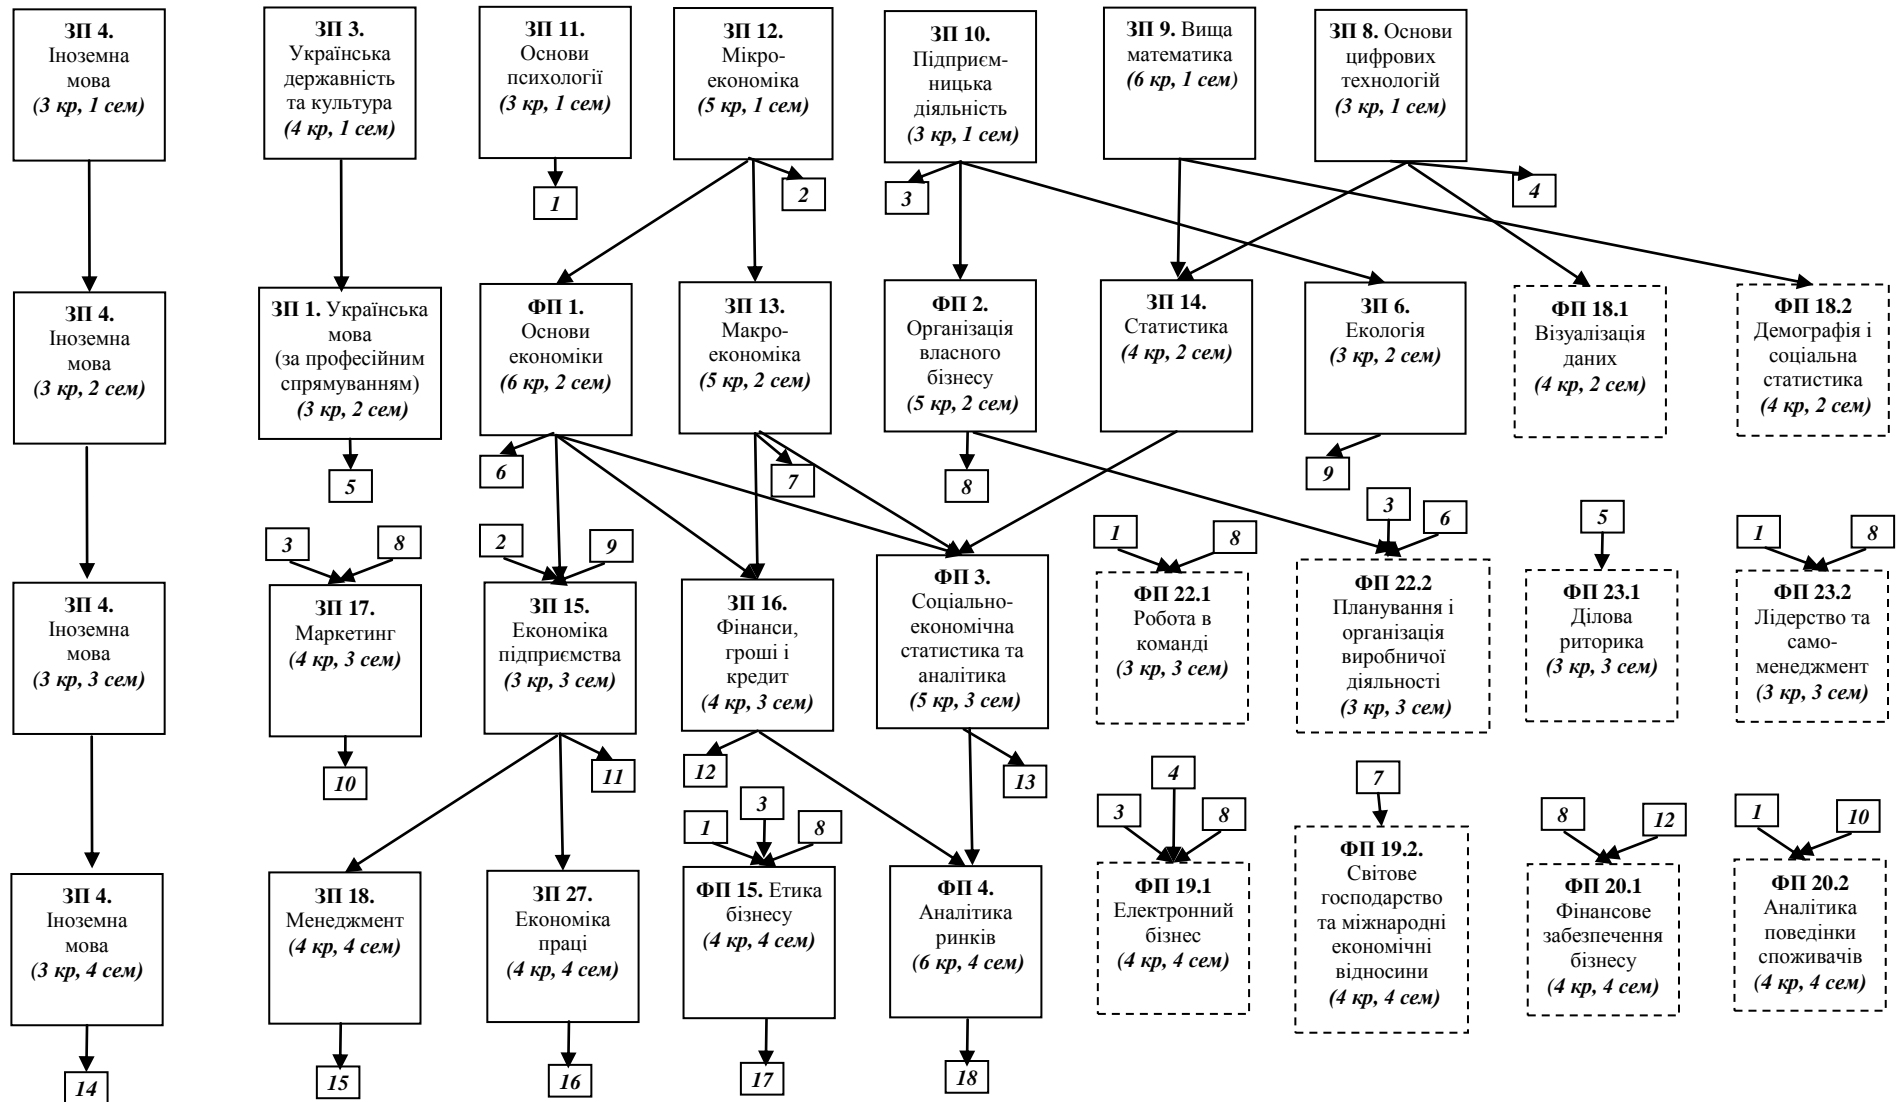 ЗП 4.
Іноземна
мова
(3 кр, 1 сем)
ЗП 3.
Українська
державність
та культура
(4 кр, 1 сем)
ЗП 11.
Основи
психології
(3 кр, 1 сем)
ЗП 12.
Мікро-
економіка
(5 кр, 1 сем)
ЗП 10.
Підприєм-
ницька
діяльність
(3 кр, 1 сем)
ЗП 9. Вища
математика
(6 кр, 1 сем)
ЗП 8. Основи
цифрових
технологій
(3 кр, 1 сем)
1
2
3
4
ЗП 4.
Іноземна
мова
(3 кр, 2 сем)
ЗП 1. Українська
мова
(за професійним
спрямуванням)
(3 кр, 2 сем)
ФП 1.
Основи
економіки
(6 кр, 2 сем)
ЗП 13.
Макро-
економіка
(5 кр, 2 сем)
ФП 2.
Організація
власного
бізнесу
(5 кр, 2 сем)
ЗП 14.
Статистика
(4 кр, 2 сем)
ЗП 6.
Екологія
(3 кр, 2 сем)
ФП 18.1
Візуалізація
даних
(4 кр, 2 сем)
ФП 18.2
Демографія і
соціальна
статистика
(4 кр, 2 сем)
5
6
7
8
9
3
8
2
9
1
8
3
6
5
1
8
ЗП 4.
Іноземна
мова
(3 кр, 3 сем)
ЗП 17.
Маркетинг
(4 кр, 3 сем)
ЗП 15.
Економіка
підприємства
(3 кр, 3 сем)
ЗП 16.
Фінанси,
гроші і
кредит
(4 кр, 3 сем)
ФП 3.
Соціально-
економічна
статистика та
аналітика
(5 кр, 3 сем)
ФП 22.1
Робота в
команді
(3 кр, 3 сем)
ФП 22.2
Планування і
організація
виробничої
діяльності
(3 кр, 3 сем)
ФП 23.1
Ділова
риторика
(3 кр, 3 сем)
ФП 23.2
Лідерство та
само-
менеджмент
(3 кр, 3 сем)
10
11
12
13
1
3
8
3
4
8
7
8
12
1
10
ЗП 4.
Іноземна
мова
(3 кр, 4 сем)
ЗП 18.
Менеджмент
(4 кр, 4 сем)
ЗП 27.
Економіка
праці
(4 кр, 4 сем)
ФП 15. Етика
бізнесу
(4 кр, 4 сем)
ФП 4.
Аналітика
ринків
(6 кр, 4 сем)
ФП 19.1
Електронний
бізнес
(4 кр, 4 сем)
ФП 19.2.
Світове
господарство
та міжнародні
економічні
відносини
(4 кр, 4 сем)
ФП 20.1
Фінансове
забезпечення
бізнесу
(4 кр, 4 сем)
ФП 20.2
Аналітика
поведінки
споживачів
(4 кр, 4 сем)
14
15
16
17
18